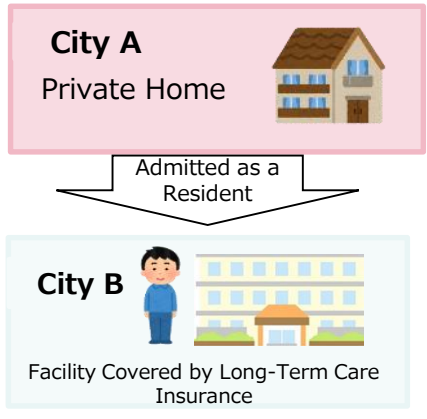 City A
Private Home
Admitted as a
Resident
City B
Facility Covered by Long-Term Care
Insurance